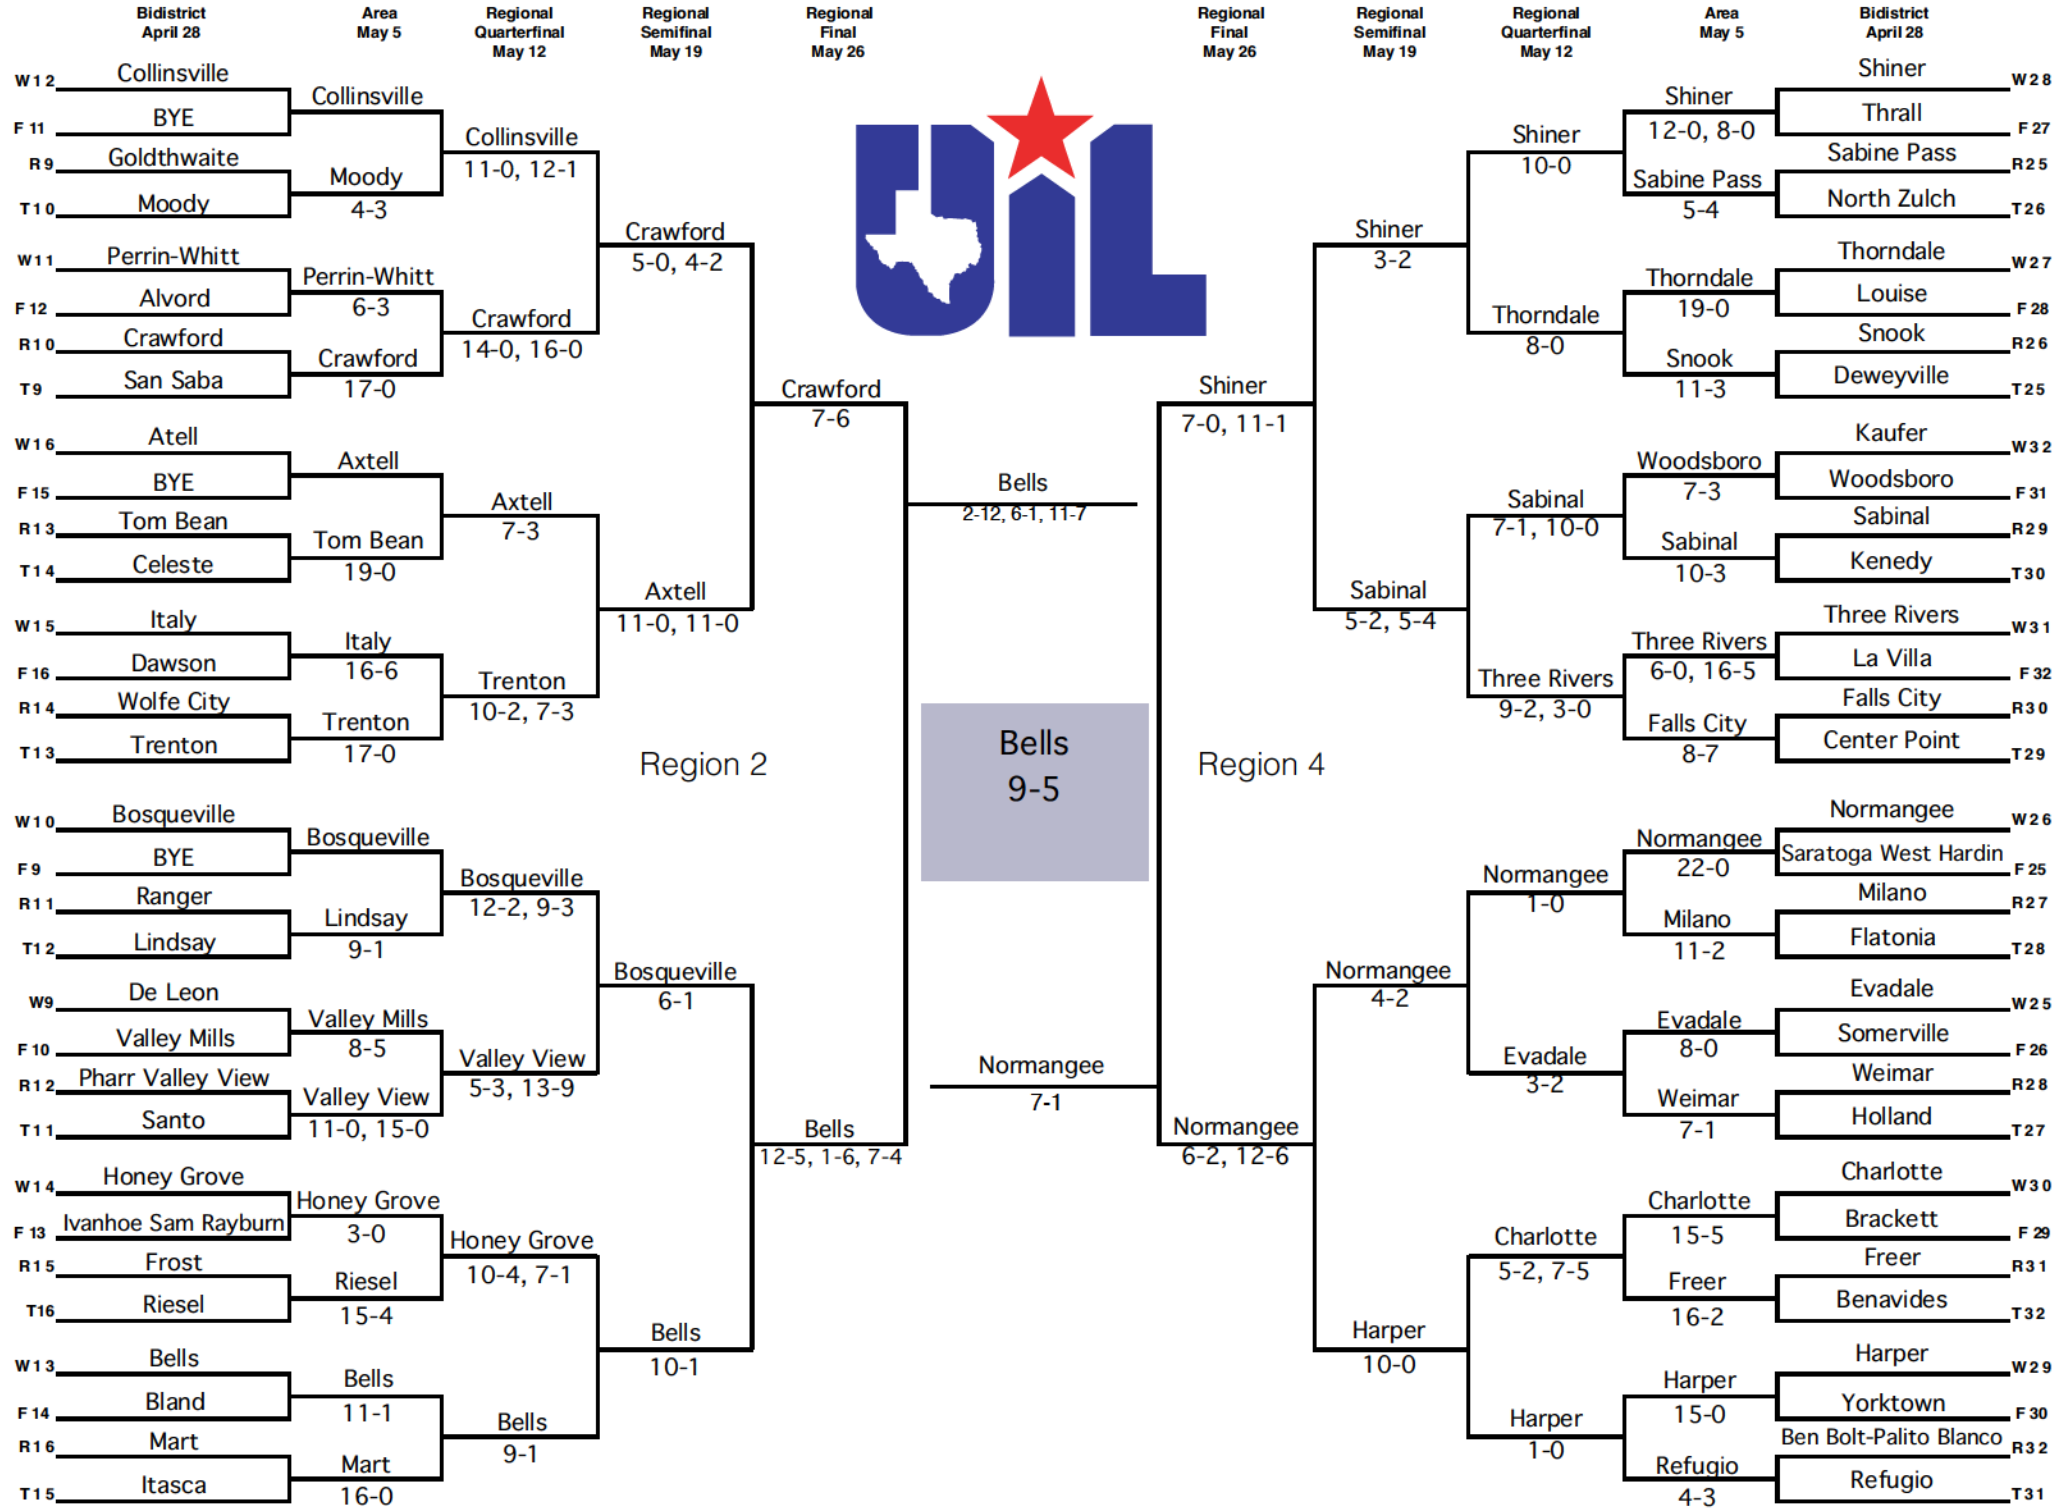 Bidistrict
April 28
Area
May 5
Regional
Quarterfinal
May 12
Regional
Semifinal
May 19
Regional
Final
May 26
Regional
Final
May 26
Regional
Semifinal
May 19
Regional
Quarterfinal
May 12
Area
May 5
Bidistrict
April 28
UIL
W12 Collinsville
F 11 BYE
R9 Goldthwaite
T10 Moody
W11 Perrin-Whitt
F 12 Alvord
R10 Crawford
T9 San Saba
W16 Atell
F 15 BYE
R13 Tom Bean
T14 Celeste
W15 Italy
F 16 Dawson
R14 Wolfe City
T13 Trenton
W10 Bosqueville
F 9 BYE
R11 Ranger
T12 Lindsay
W9 De Leon
F 10 Valley Mills
R12 Pharr Valley View
T11 Santo
W14 Honey Grove
F 13 Ivanhoe Sam Rayburn
R15 Frost
T16 Riesel
W13 Bells
F 14 Bland
R16 Mart
T15 Itasca
Collinsville
Moody
4-3
Perrin-Whitt
6-3
Crawford
17-0
Axtell
Tom Bean
19-0
Italy
16-6
Trenton
17-0
Bosqueville
Lindsay
9-1
Valley Mills
8-5
Valley View
11-0, 15-0
Honey Grove
3-0
Riesel
15-4
Bells
11-1
Mart
16-0
Collinsville
11-0, 12-1
Crawford
14-0, 16-0
Axtell
7-3
Trenton
10-2, 7-3
Bosqueville
12-2, 9-3
Valley View
5-3, 13-9
Honey Grove
10-4, 7-1
Bells
9-1
Crawford
5-0, 4-2
Axtell
11-0, 11-0
Region 2
Bosqueville
6-1
Bells
10-1
Crawford
7-6
Bells
12-5, 1-6, 7-4
Bells
2-12, 6-1, 11-7
Bells
9-5
Normangee
7-1
Shiner
7-0, 11-1
Normangee
6-2, 12-6
Shiner
3-2
Sabinal
5-2, 5-4
Region 4
Normangee
4-2
Harper
10-0
Shiner
10-0
Thorndale
8-0
Sabinal
7-1, 10-0
Three Rivers
9-2, 3-0
Normangee
1-0
Evadale
3-2
Charlotte
5-2, 7-5
Harper
1-0
Shiner
12-0, 8-0
Sabine Pass
5-4
Thorndale
19-0
Snook
11-3
Woodsboro
7-3
Sabinal
10-3
Three Rivers
6-0, 16-5
Falls City
8-7
Normangee
22-0
Milano
11-2
Evadale
8-0
Weimar
7-1
Charlotte
15-5
Freer
16-2
Harper
15-0
Refugio
4-3
Shiner W28
Thrall F 27
Sabine Pass R25
North Zulch T26
Thorndale W27
Louise F 28
Snook R26
Deweyville T25
Kaufer W32
Woodsboro F 31
Sabinal R29
Kenedy T30
Three Rivers W31
La Villa F 32
Falls City R30
Center Point T29
Normangee W26
Saratoga West Hardin F 25
Milano R27
Flatonia T28
Evadale W25
Somerville F 26
Weimar R28
Holland T27
Charlotte W30
Brackett F 29
Freer R31
Benavides T32
Harper W29
Yorktown F 30
Ben Bolt-Palito Blanco R32
Refugio T31